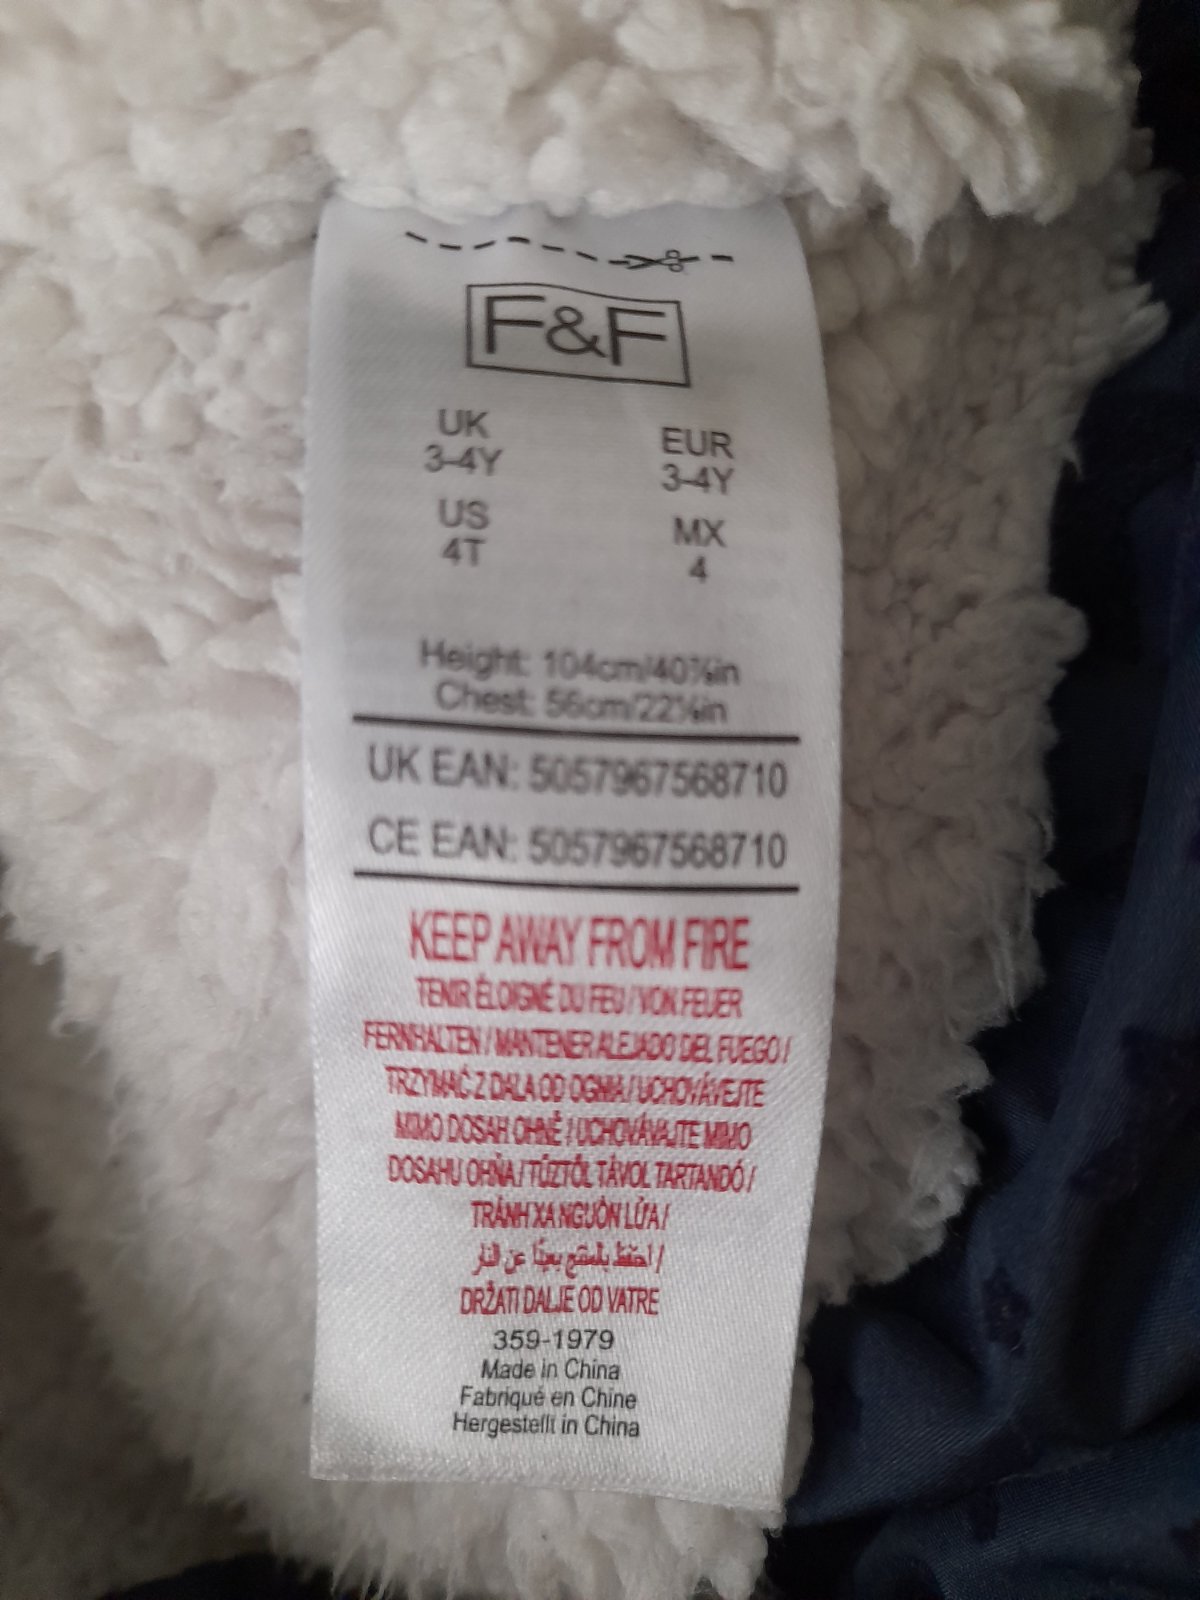 F&F
UK
3-4Y
EUR
3-4Y
US
4T
MX
4
Height: 104cm/40⅞in
Chest: 56cm/22⅛in
UK EAN: 5057967568710
CE EAN: 5057967568710
KEEP AWAY FROM FIRE
TENIR ÉLOIGNÉ DU FEU / VON FEUER
FERNHALTEN / MANTENER ALEJADO DEL FUEGO /
TRZYMAĆ Z DALA OD OGNIA / UCHOVÁVEJTE
MIMO DOSAH OHNĚ / UCHOVÁVAJTE MIMO
DOSAHU OHŇA / TŰZTŐL TÁVOL TARTANDÓ /
TRÁNH XA NGUỒN LỬA /
/ احتفظ بالمنتج بعيدًا عن النار
DRŽATI DALJE OD VATRE
359-1979
Made in China
Fabriqué en Chine
Hergestellt in China